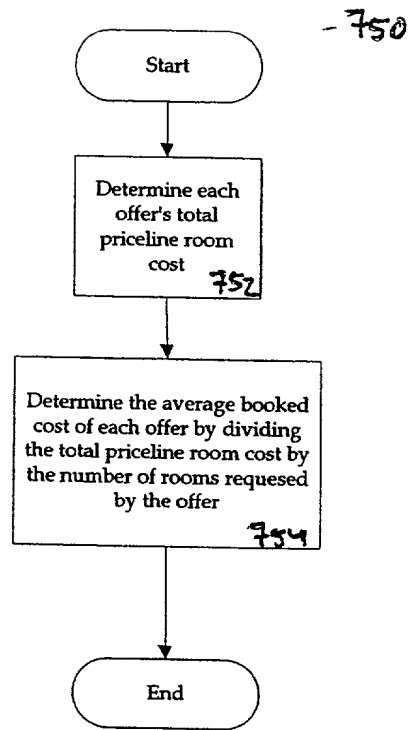 - 750
Start
Determine each
offer's total
priceline room
cost
752
Determine the average booked
cost of each offer by dividing
the total priceline room cost by
the number of rooms requesed
by the offer
754
End